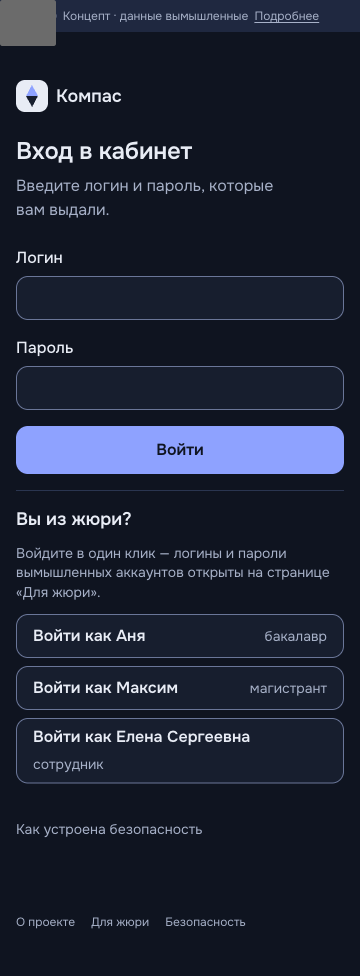 Концепт · данные вымышленные Подробнее
Компас
Вход в кабинет
Введите логин и пароль, которые
вам выдали.
Логин
Пароль
Войти
Вы из жюри?
Войдите в один клик — логины и пароли
вымышленных аккаунтов открыты на странице
«Для жюри».
Войти как Аня бакалавр
Войти как Максим магистрант
Войти как Елена Сергеевна
сотрудник
Как устроена безопасность
О проекте Для жюри Безопасность